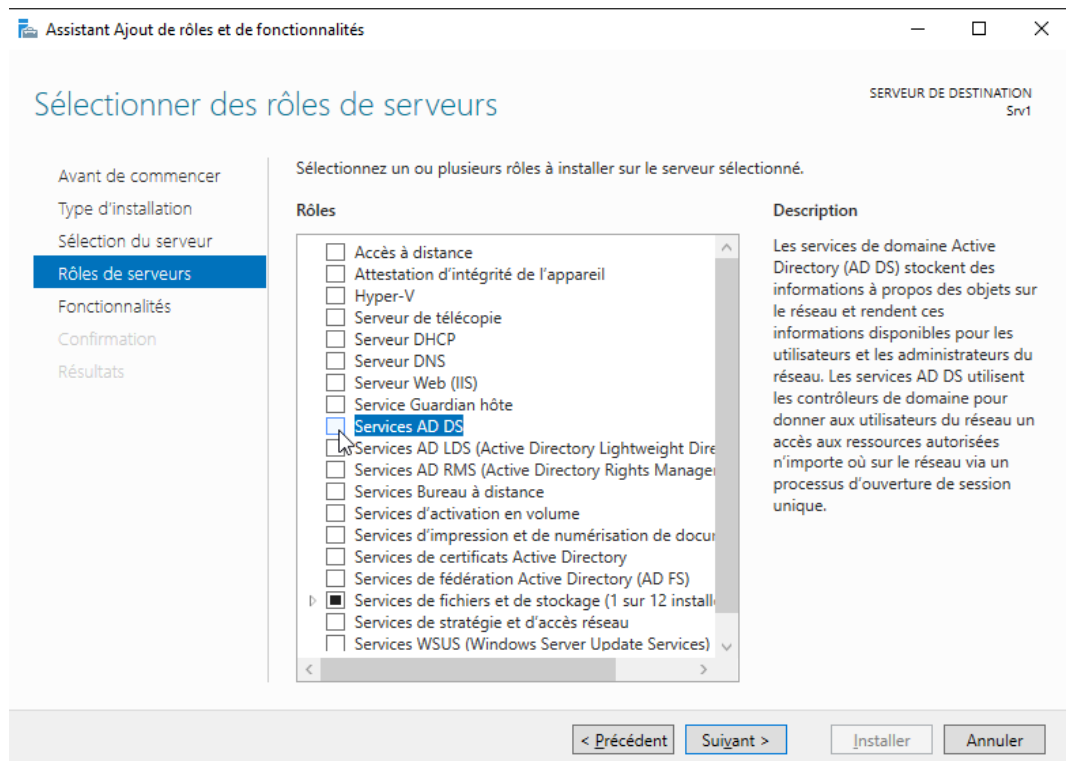 Assistant Ajout de rôles et de fonctionnalités
Sélectionner des rôles de serveurs
SERVEUR DE DESTINATION
Srv1
Avant de commencer
Type d'installation
Sélection du serveur
Rôles de serveurs
Fonctionnalités
Confirmation
Résultats
Sélectionnez un ou plusieurs rôles à installer sur le serveur sélectionné.
Rôles
Accès à distance
Attestation d'intégrité de l'appareil
Hyper-V
Serveur de télécopie
Serveur DHCP
Serveur DNS
Serveur Web (IIS)
Service Guardian hôte
Services AD DS
Services AD LDS (Active Directory Lightweight Dire
Services AD RMS (Active Directory Rights Manager
Services Bureau à distance
Services d'activation en volume
Services d'impression et de numérisation de docur
Services de certificats Active Directory
Services de fédération Active Directory (AD FS)
Services de fichiers et de stockage (1 sur 12 install
Services de stratégie et d'accès réseau
Services WSUS (Windows Server Update Services)
Description
Les services de domaine Active
Directory (AD DS) stockent des
informations à propos des objets sur
le réseau et rendent ces
informations disponibles pour les
utilisateurs et les administrateurs du
réseau. Les services AD DS utilisent
les contrôleurs de domaine pour
donner aux utilisateurs du réseau un
accès aux ressources autorisées
n'importe où sur le réseau via un
processus d'ouverture de session
unique.
< Précédent
Suivant >
Installer
Annuler